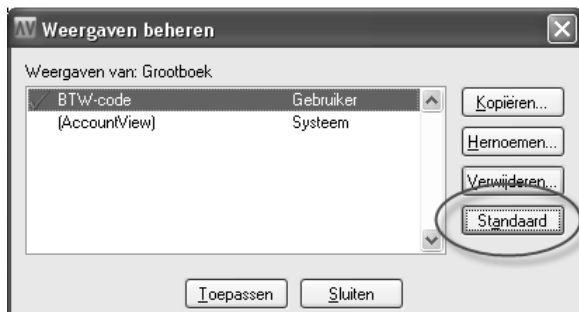 Weergaven beheren
Weergaven van: Grootboek
BTW-code Gebruiker
(AccountView) Systeem
Kopiëren...
Hernoemen...
Verwijderen...
Standaard
Toepassen Sluiten